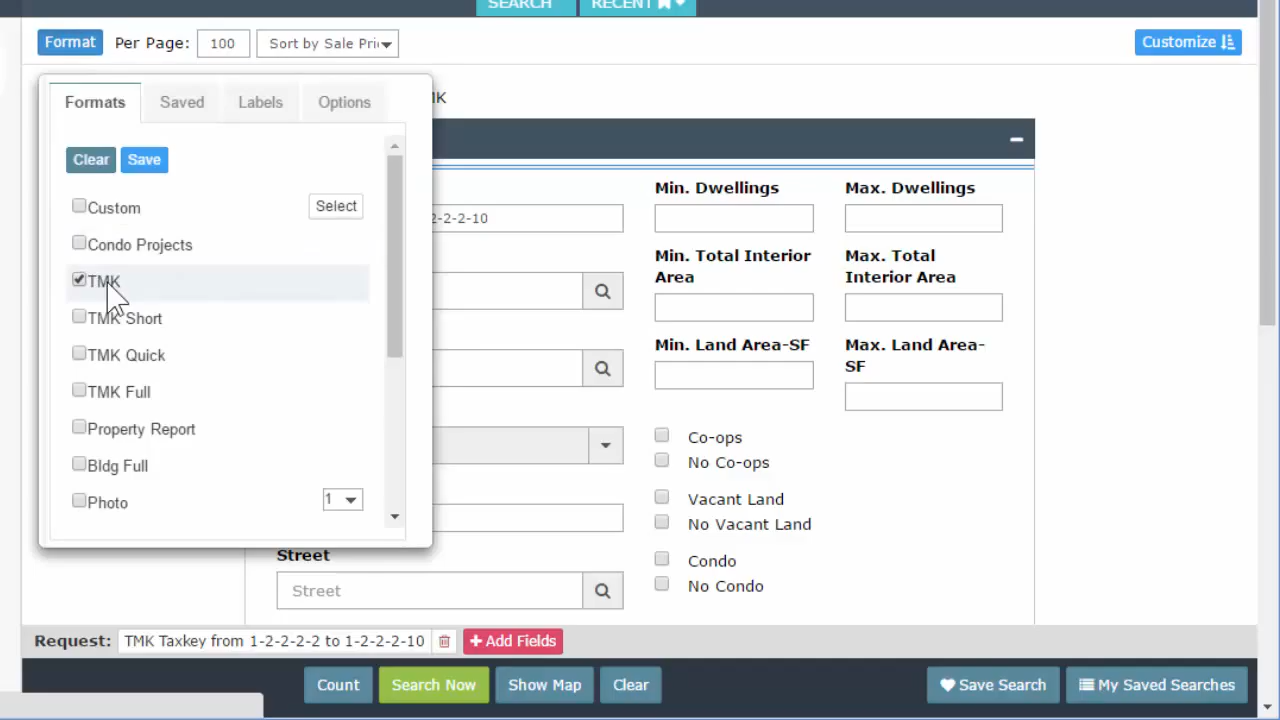 SEARCH RECENT
Format Per Page: 100 Sort by Sale Pri Customize
Formats Saved Labels Options
Clear Save
Custom Select
Condo Projects
TMK
TMK Short
TMK Quick
TMK Full
Property Report
Bldg Full
Photo 1
MK
2-2-2-10
Street
Street
Min. Dwellings
Max. Dwellings
Min. Total Interior
Area
Max. Total
Interior Area
Min. Land Area-SF
Max. Land Area-
SF
Co-ops
No Co-ops
Vacant Land
No Vacant Land
Condo
No Condo
Request: TMK Taxkey from 1-2-2-2-2 to 1-2-2-2-10 + Add Fields
Count Search Now Show Map Clear Save Search My Saved Searches